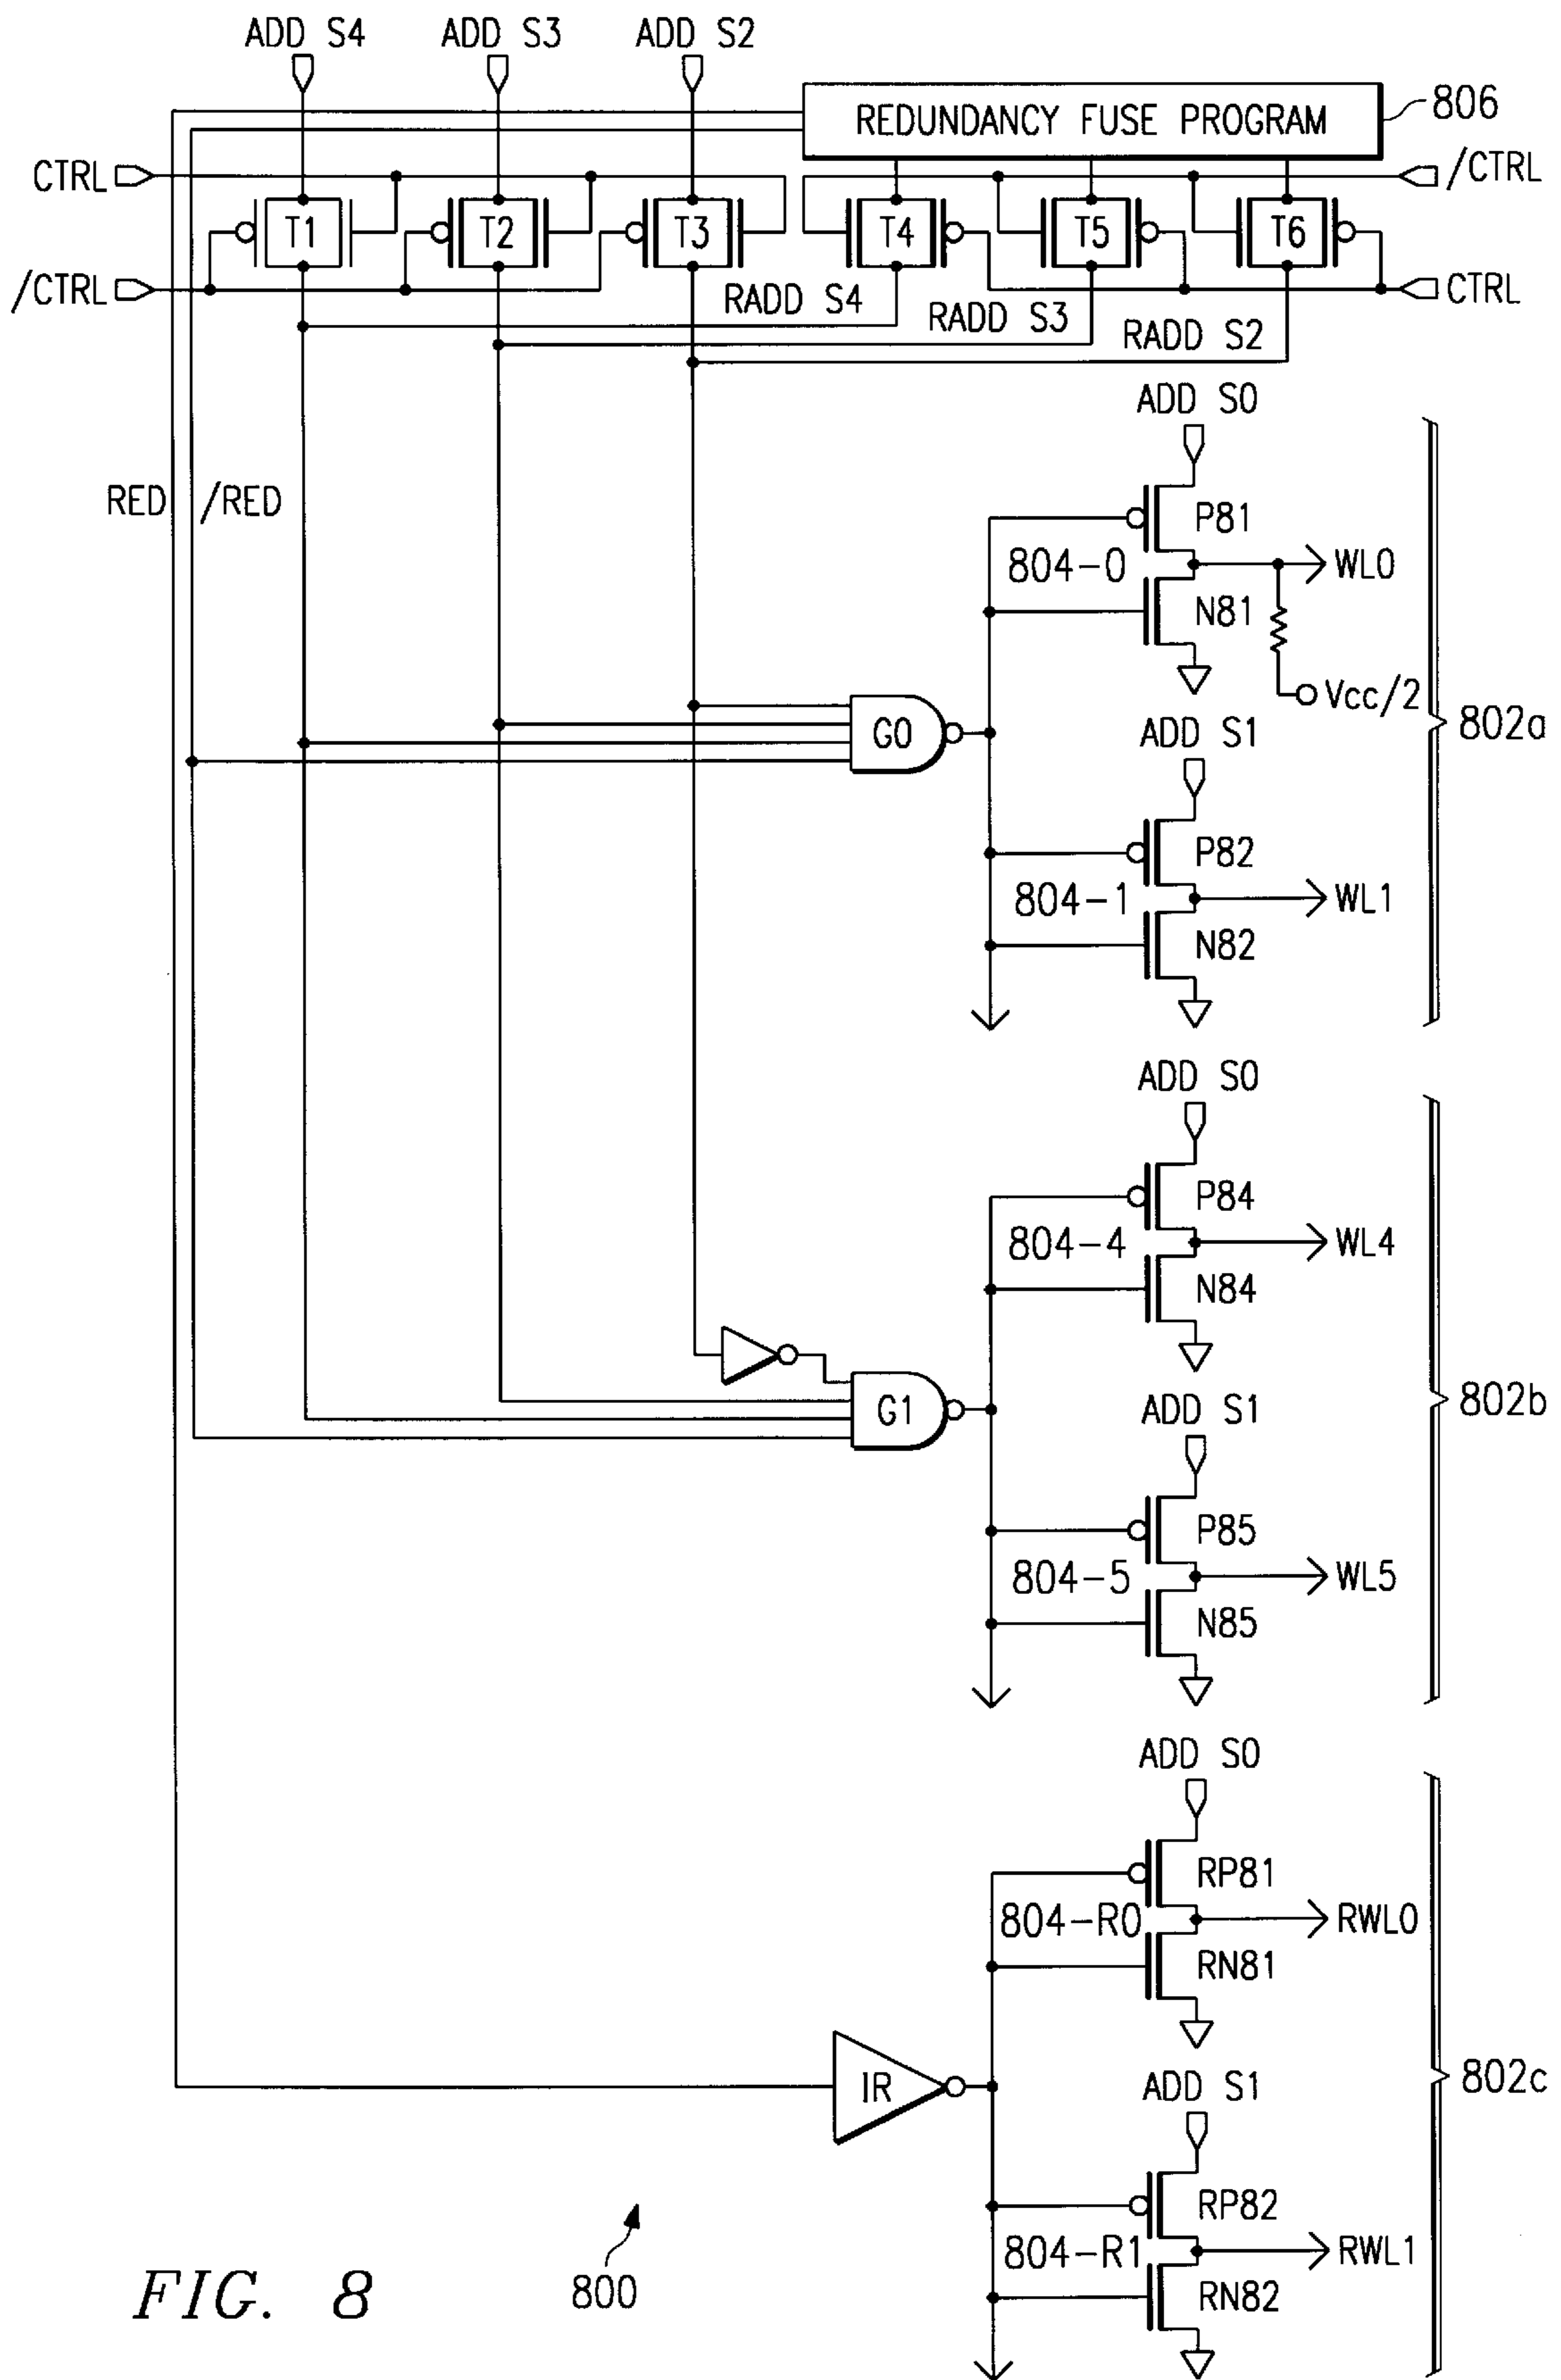 ADD S4 ADD S3 ADD S2
REDUNDANCY FUSE PROGRAM 806
CTRL /CTRL
T1 T2 T3 T4 T5 T6
/CTRL CTRL
RADD S4 RADD S3 RADD S2
ADD S0
RED /RED
P81
804-0 WL0
N81
Vcc/2
802a
G0
ADD S1
P82
804-1 WL1
N82
ADD S0
P84
804-4 WL4
N84
802b
G1
ADD S1
P85
804-5 WL5
N85
ADD S0
RP81
804-R0 RWL0
RN81
802c
IR
ADD S1
RP82
804-R1 RWL1
RN82
FIG. 8
800